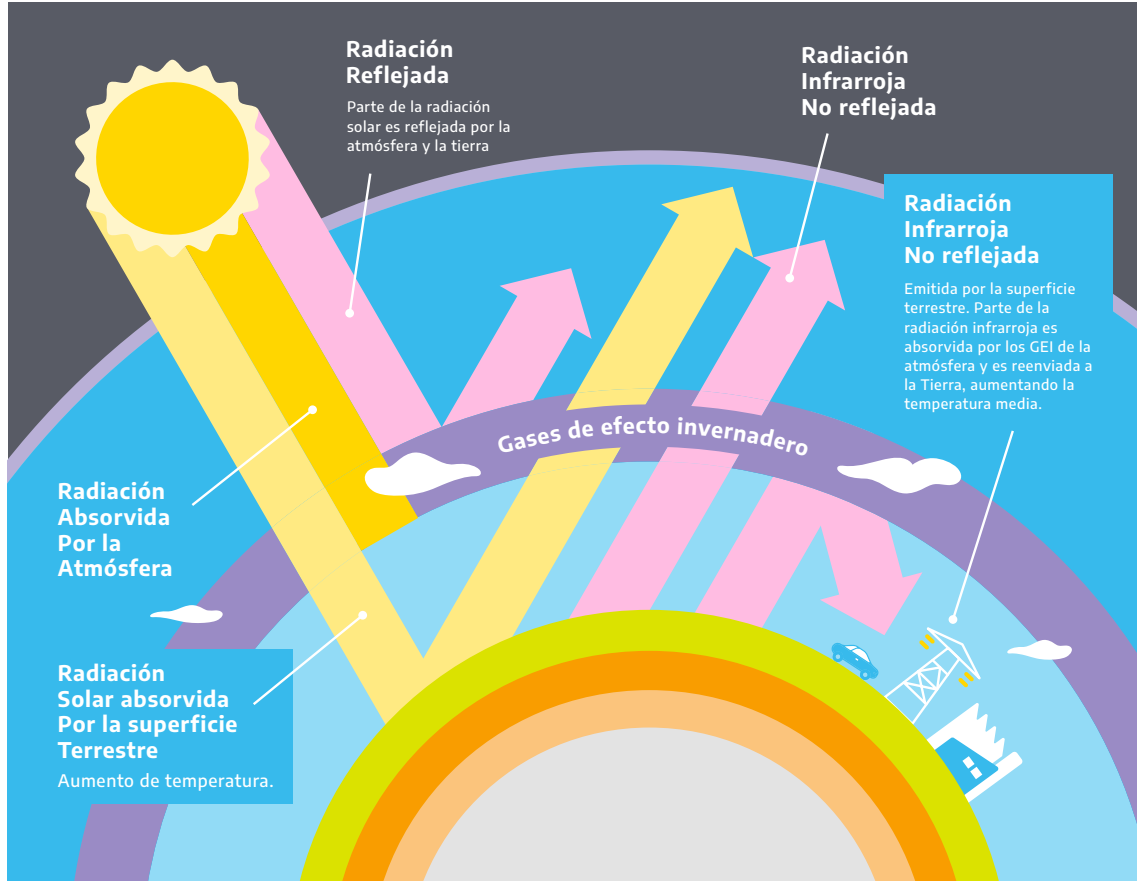 Radiación
Reflejada
Parte de la radiación
solar es reflejada por la
atmósfera y la tierra
Radiación
Infrarroja
No reflejada
Radiación
Infrarroja
No reflejada
Emitida por la superficie
terrestre. Parte de la
radiación infrarroja es
absorvida por los GEI de la
atmósfera y es reenviada a
la Tierra, aumentando la
temperatura media.
Gases de efecto invernadero
Radiación
Absorvida
Por la
Atmósfera
Radiación
Solar absorvida
Por la superficie
Terrestre
Aumento de temperatura.